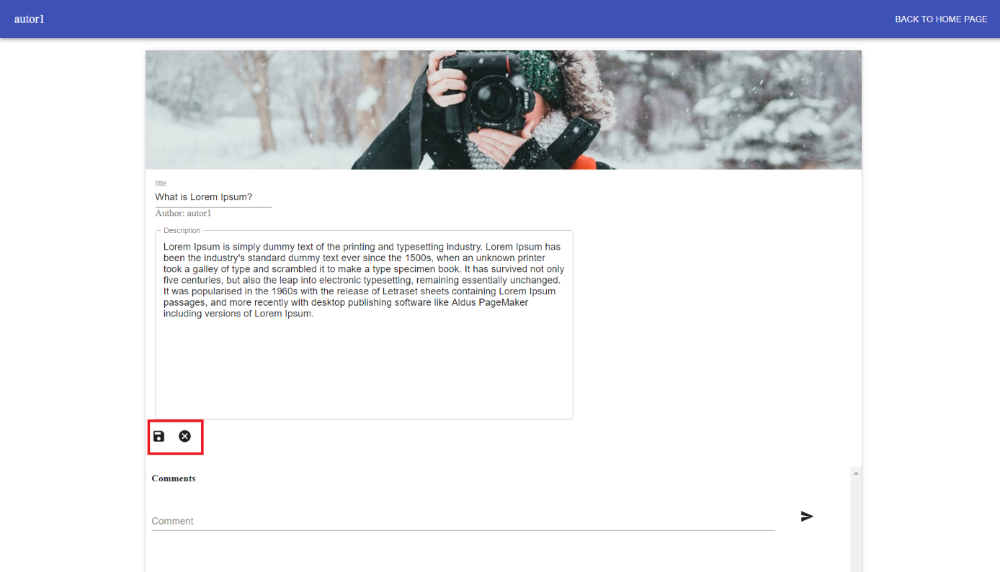 autor1
BACK TO HOME PAGE
Nikon
title
What is Lorem Ipsum?
Author: autor1
Description
Lorem Ipsum is simply dummy text of the printing and typesetting industry. Lorem Ipsum has
been the industry's standard dummy text ever since the 1500s, when an unknown printer
took a galley of type and scrambled it to make a type specimen book. It has survived not only
five centuries, but also the leap into electronic typesetting, remaining essentially unchanged.
It was popularised in the 1960s with the release of Letraset sheets containing Lorem Ipsum
passages, and more recently with desktop publishing software like Aldus PageMaker
including versions of Lorem Ipsum.
Comments
Comment